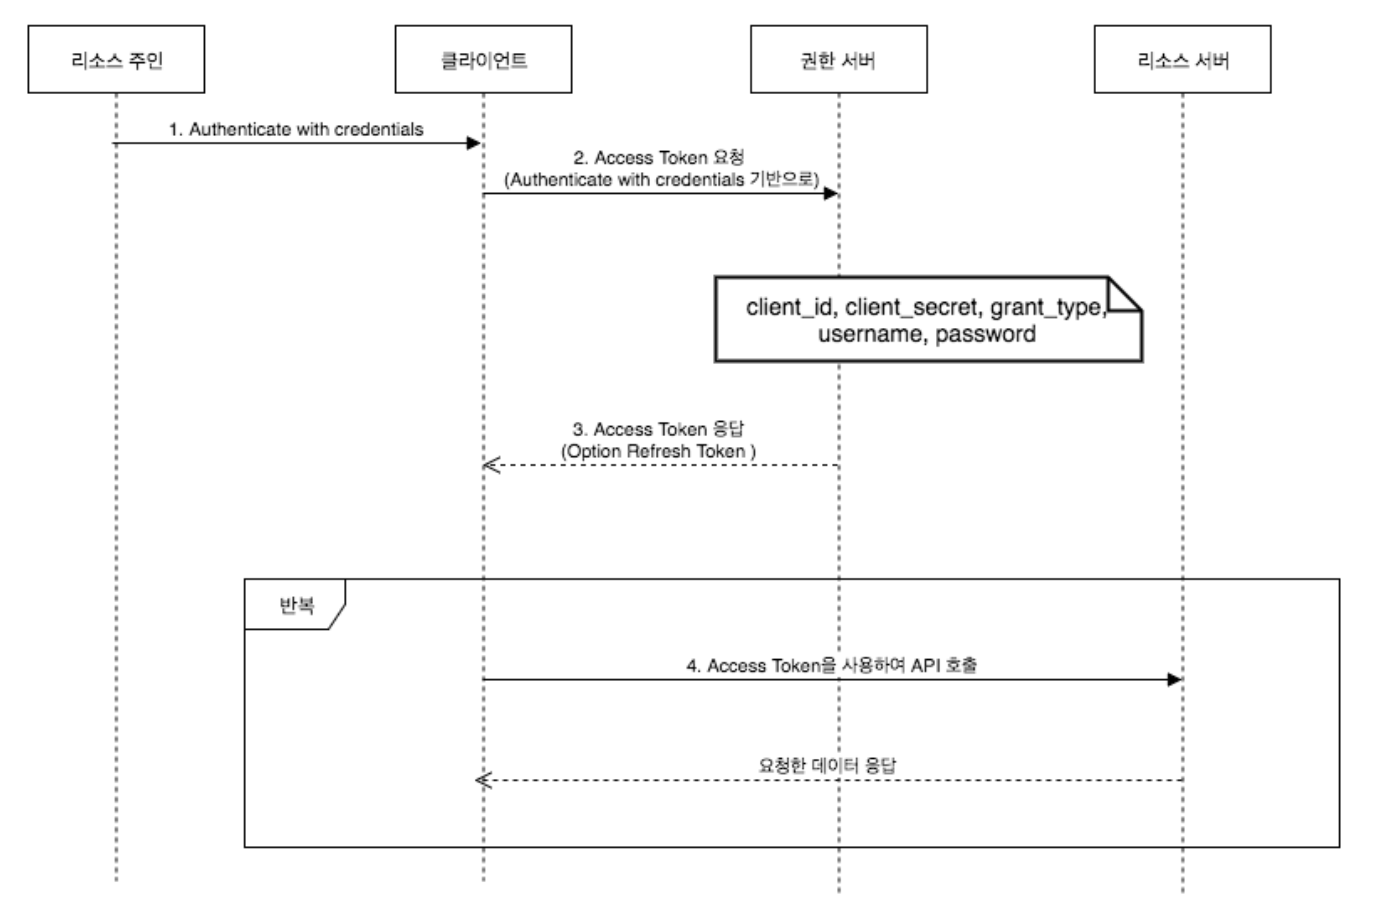 리소스 주인
클라이언트
권한 서버
리소스 서버
1. Authenticate with credentials
2. Access Token 요청
(Authenticate with credentials 기반으로)
client_id, client_secret, grant_type,
username, password
3. Access Token 응답
(Option Refresh Token )
반복
4. Access Token을 사용하여 API 호출
요청한 데이터 응답